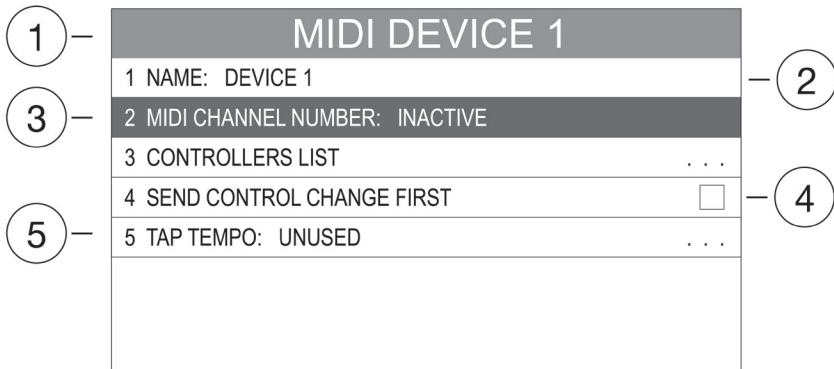 1
MIDI DEVICE 1
1 NAME: DEVICE 1
2
3
2 MIDI CHANNEL NUMBER: INACTIVE
3 CONTROLLERS LIST . . .
4 SEND CONTROL CHANGE FIRST
4
5
5 TAP TEMPO: UNUSED . . .